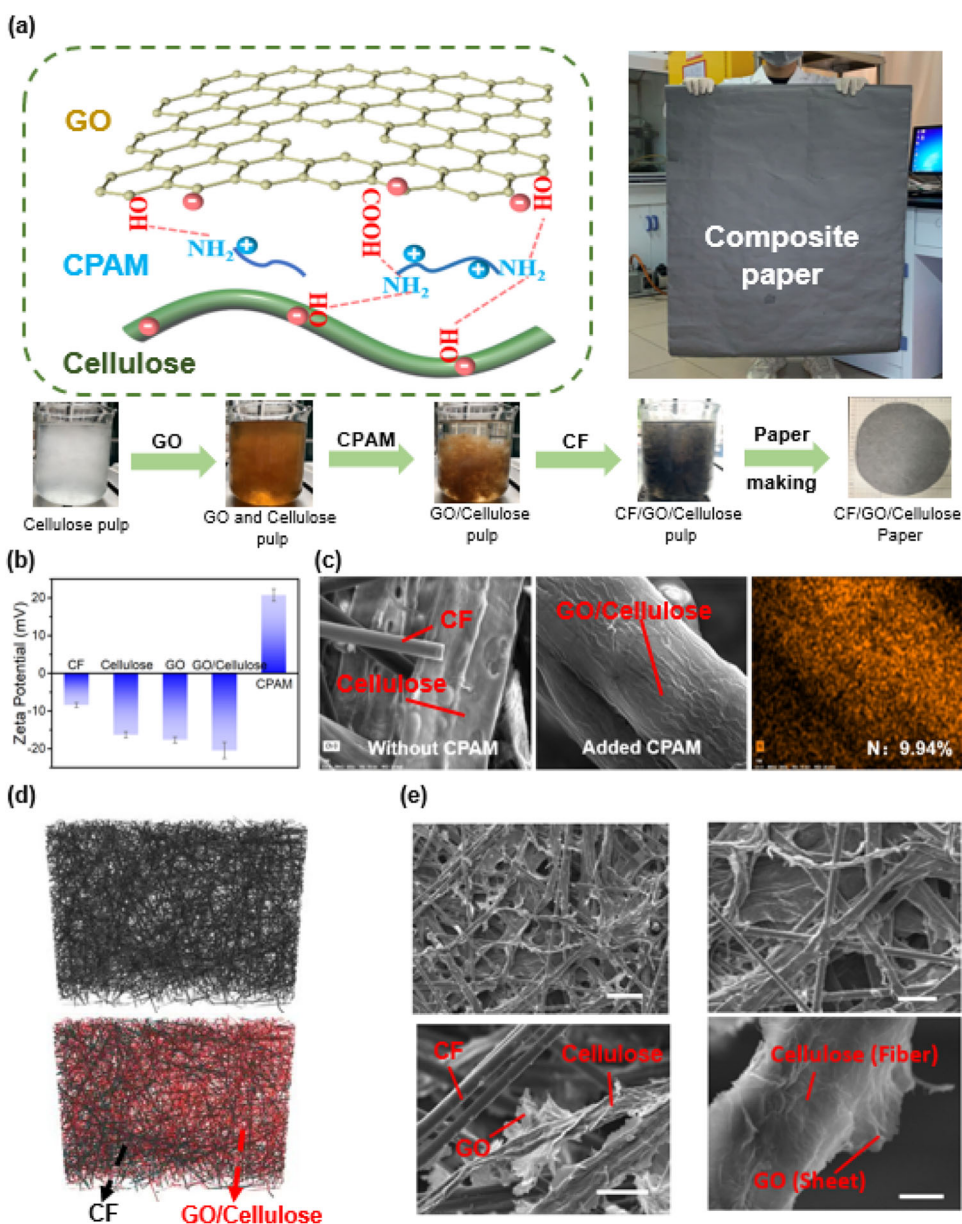 (a)
GO
OH
COOH
OH
NH2
CPAM
NH2
NH2
HO
HO
Cellulose
Composite
paper
GO
CPAM
CF
Paper
making
Cellulose pulp
GO and Cellulose
pulp
GO/Cellulose
pulp
CF/GO/Cellulose
pulp
CF/GO/Cellulose
Paper
(b)
Zeta Potential (mV)
20
10
0
-10
-20
CF
Cellulose
GO
GO/Cellulose
CPAM
(c)
CF
Cellulose
Without CPAM
GO/Cellulose
Added CPAM
N: 9.94%
(d)
CF
GO/Cellulose
(e)
CF
Cellulose
GO
Cellulose (Fiber)
GO (Sheet)